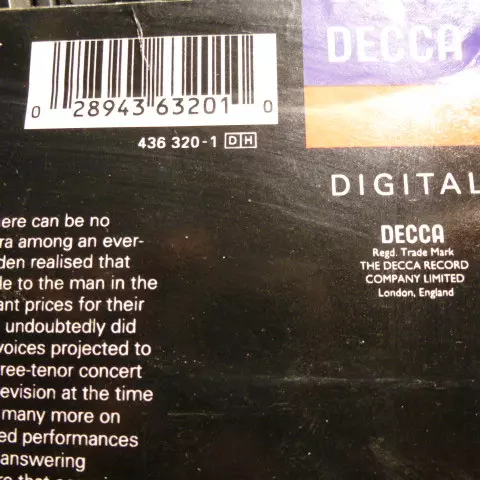 DECCA
0 28943 63201 0
436 320-1 DH
DIGITAL
DECCA
Regd. Trade Mark
THE DECCA RECORD
COMPANY LIMITED
London, England
ere can be no
ra among an ever-
den realised that
le to the man in the
ant prices for their
undoubtedly did
voices projected to
ree-tenor concert
evision at the time
many more on
ed performances
answering